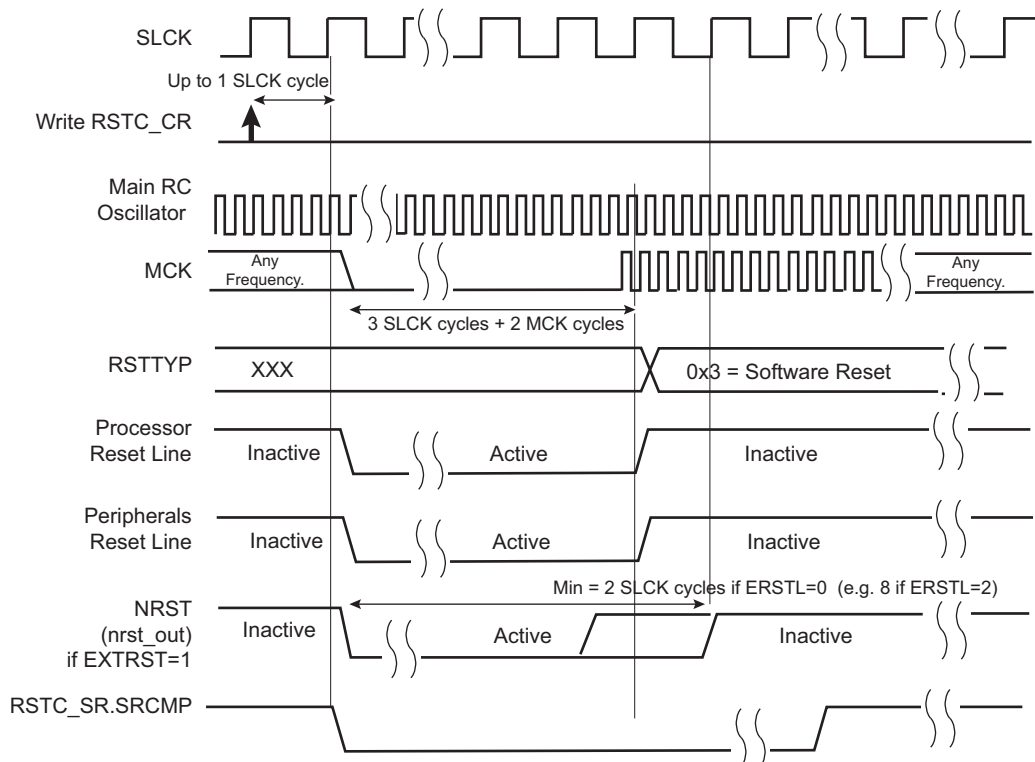 SLCK
Up to 1 SLCK cycle
Write RSTC_CR
Main RC
Oscillator
MCK
Any
Frequency.
Any
Frequency.
3 SLCK cycles + 2 MCK cycles
RSTTYP
XXX
0x3 = Software Reset
Processor
Reset Line
Inactive
Active
Inactive
Peripherals
Reset Line
Inactive
Active
Inactive
Min = 2 SLCK cycles if ERSTL=0 (e.g. 8 if ERSTL=2)
NRST
(nrst_out)
if EXTRST=1
Inactive
Active
Inactive
RSTC_SR.SRCMP